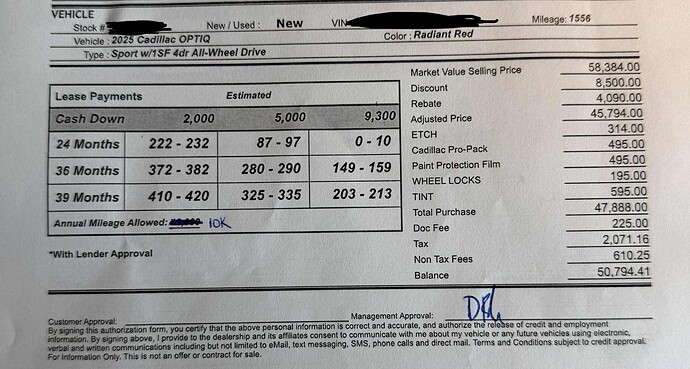 VEHICLE
Stock # New / Used : New VIN Mileage: 1556
Vehicle : 2025 Cadillac OPTIQ Color : Radiant Red
Type : Sport w/1SF 4dr All-Wheel Drive
Lease Payments Estimated
Cash Down 2,000 5,000 9,300
24 Months 222 - 232 87 - 97 0 - 10
36 Months 372 - 382 280 - 290 149 - 159
39 Months 410 - 420 325 - 335 203 - 213
Annual Mileage Allowed: 10K
*With Lender Approval
Market Value Selling Price 58,384.00
Discount 8,500.00
Rebate 4,090.00
Adjusted Price 45,794.00
ETCH 314.00
Cadillac Pro-Pack 495.00
Paint Protection Film 495.00
WHEEL LOCKS 195.00
TINT 595.00
Total Purchase 47,888.00
Doc Fee 225.00
Tax 2,071.16
Non Tax Fees 610.25
Balance 50,794.41
Customer Approval: Management Approval:
By signing this authorization form, you certify that the above personal information is correct and accurate, and authorize the release of credit and employment
information. By signing above, I provide to the dealership and its affiliates consent to communicate with me about my vehicle or any future vehicles using electronic,
verbal and written communications including but not limited to eMail, text messaging, SMS, phone calls and direct mail. Terms and Conditions subject to credit approval.
For Information Only. This is not an offer or contract for sale.